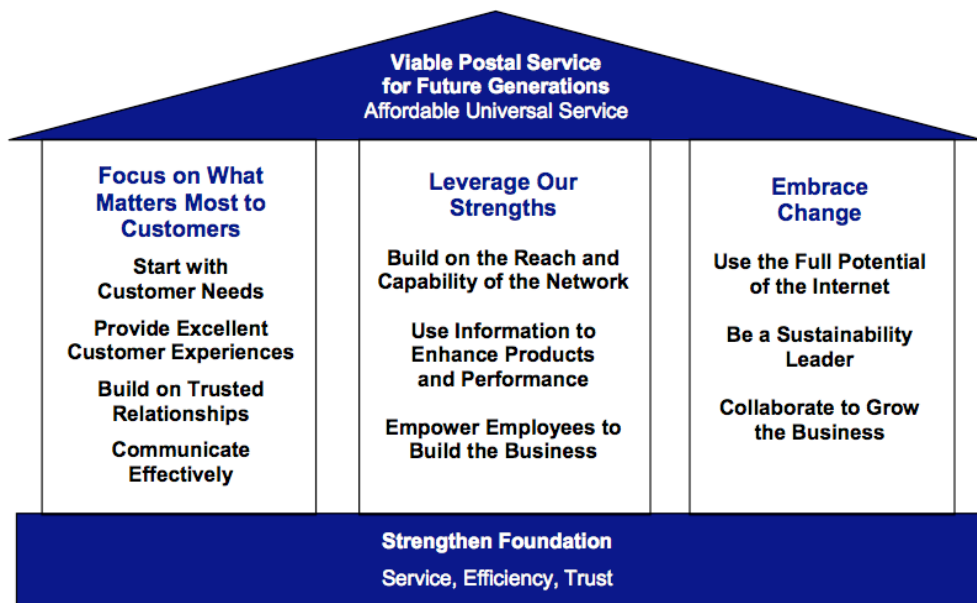 Viable Postal Service
for Future Generations
Affordable Universal Service
Focus on What
Matters Most to
Customers
Start with
Customer Needs
Provide Excellent
Customer Experiences
Build on Trusted
Relationships
Communicate
Effectively
Leverage Our
Strengths
Build on the Reach and
Capability of the Network
Use Information to
Enhance Products
and Performance
Empower Employees to
Build the Business
Embrace
Change
Use the Full Potential
of the Internet
Be a Sustainability
Leader
Collaborate to Grow
the Business
Strengthen Foundation
Service, Efficiency, Trust